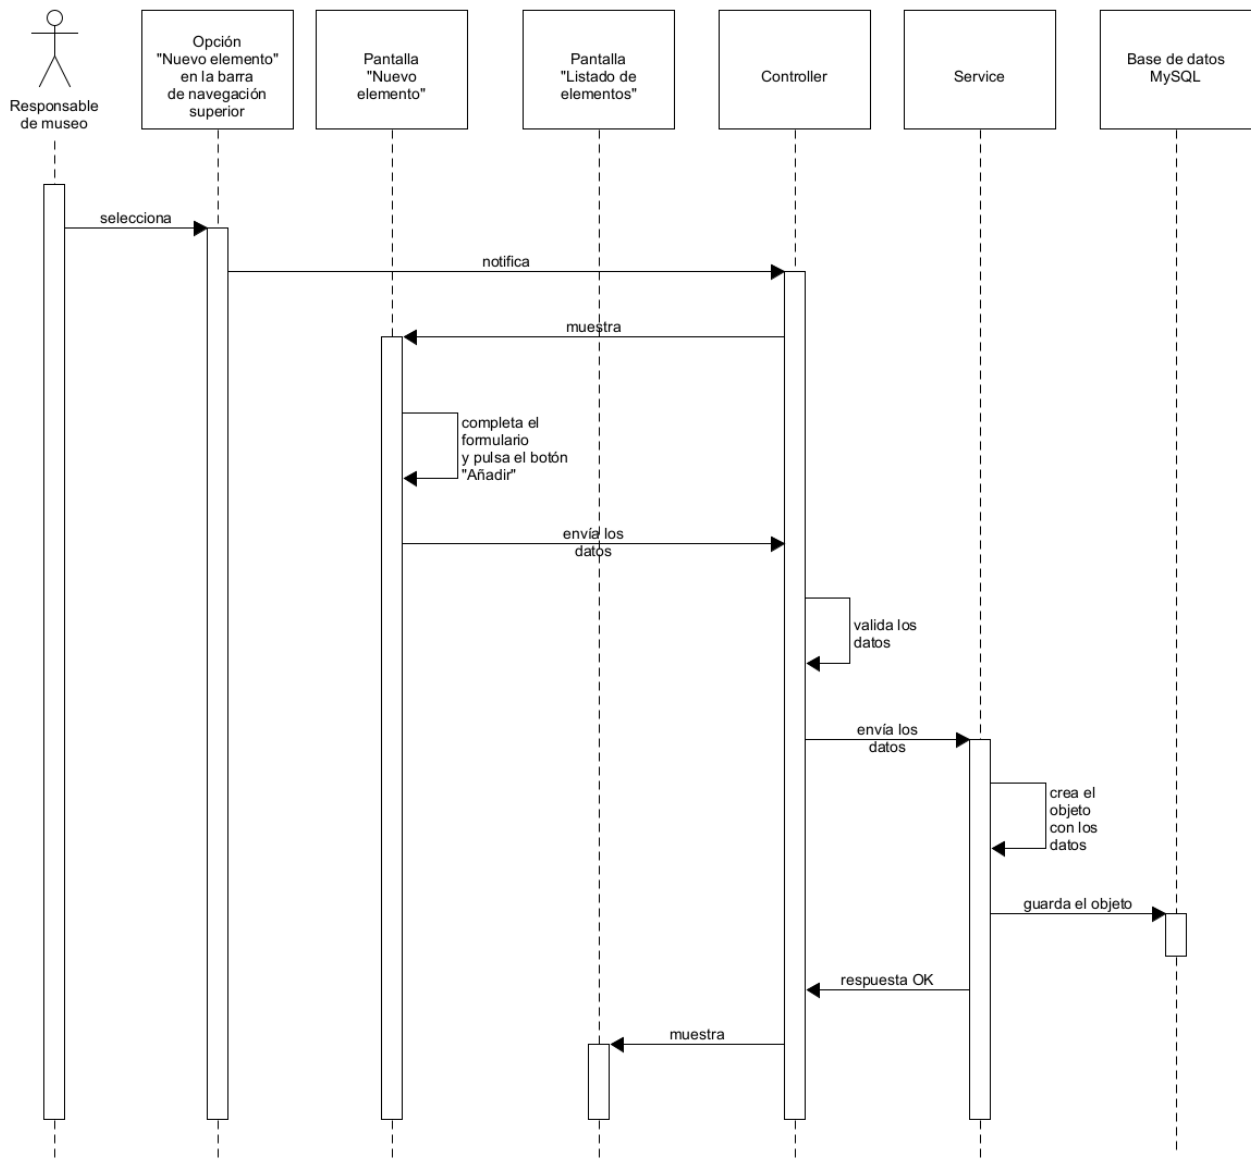 Responsable
de museo
Opción
"Nuevo elemento"
en la barra
de navegación
superior
Pantalla
"Nuevo
elemento"
Pantalla
"Listado de
elementos"
Controller
Service
Base de datos
MySQL
selecciona
notifica
muestra
completa el
formulario
y pulsa el botón
"Añadir"
envía los
datos
valida los
datos
envía los
datos
crea el
objeto
con los
datos
guarda el objeto
respuesta OK
muestra